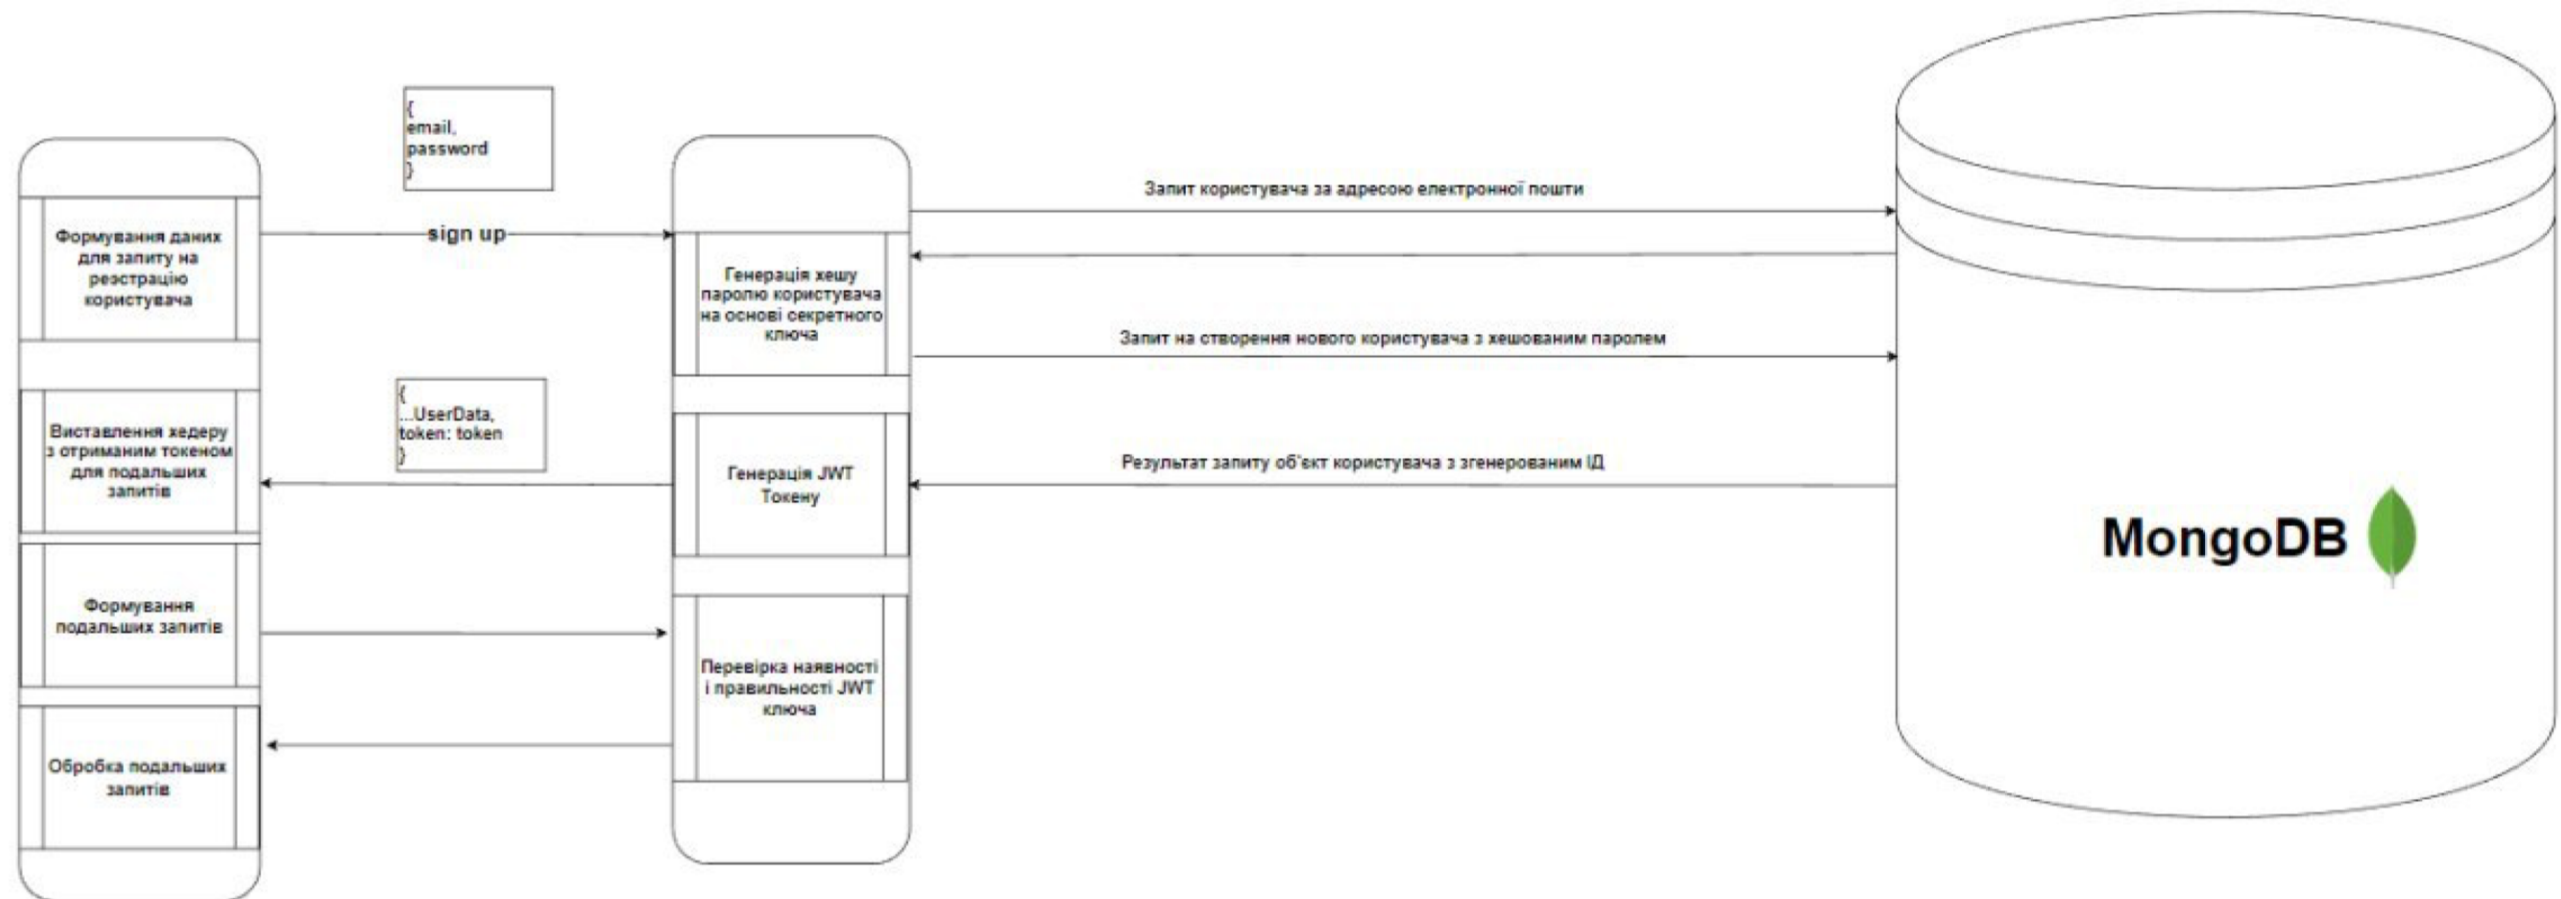 {
email,
password
}
Запит користувача за адресою електронної пошти
Формування даних
для запиту на
реэстрацію
користувача
sign up
Генерація хешу
паролю користувача
на основі секретного
ключа
Запит на створення нового користувача з хешованим паролем
{
...UserData,
token: token
}
Виставлення хедеру
з отриманим токеном
для подальших
запитів
Генерація JWT
Токену
Результат запиту об'єкт користувача з згенерованим ІД
MongoDB
Формування
подальших запитів
Перевірка наявності
і правильності JWT
ключа
Обробка подальших
запитів